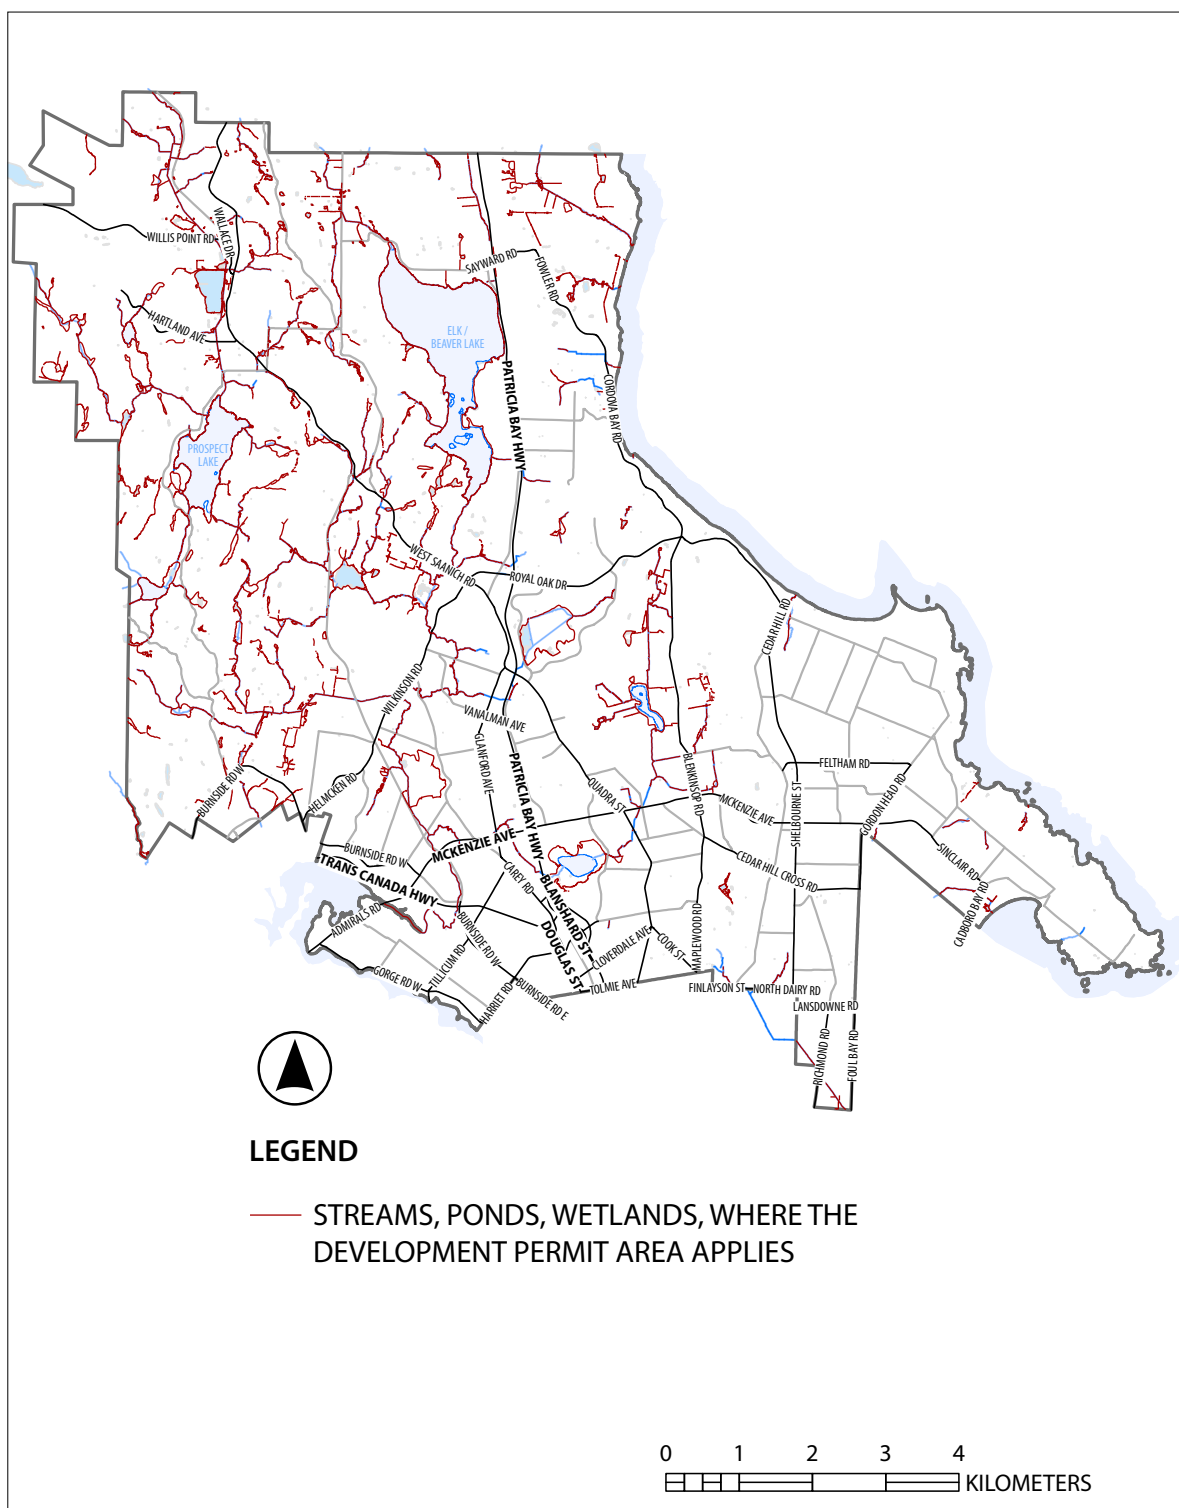 WILLIS POINT RD
WALLACE DR
SAYWARD RD
FOWLER RD
HARTLAND AVE
ELK /
BEAVER LAKE
PATRICIA BAY HWY
CORDOVA BAY RD
PROSPECT
LAKE
WEST SAANICH RD
ROYAL OAK DR
CEDAR HILL RD
WILKINSON RD
VANALMAN AVE
GLANFORD AVE
PATRICIA BAY HWY
QUADRA ST
BLENKINSOP RD
FELTHAM RD
BURNSIDE RD W
HELMCKEN RD
MCKENZIE AVE
SHELBOURNE ST
GORDON HEAD RD
MCKENZIE AVE
BURNSIDE RD W
TRANS CANADA HWY
CAREY RD
CEDAR HILL CROSS RD
SINCLAIR RD
ADMIRALS RD
BLANSHARD ST
DOUGLAS ST
BURNSIDE RD W
TILLICUM RD
CLOVERDALE AVE
COOK ST
MAPLEWOOD RD
CADBORO BAY RD
GORGE RD W
HARRIET RD
BURNSIDE RD E
TOLMIE AVE
FINLAYSON ST
NORTH DAIRY RD
LANSDOWNE RD
RICHMOND RD
FOUL BAY RD
LEGEND
STREAMS, PONDS, WETLANDS, WHERE THE
DEVELOPMENT PERMIT AREA APPLIES
0 1 2 3 4
KILOMETERS